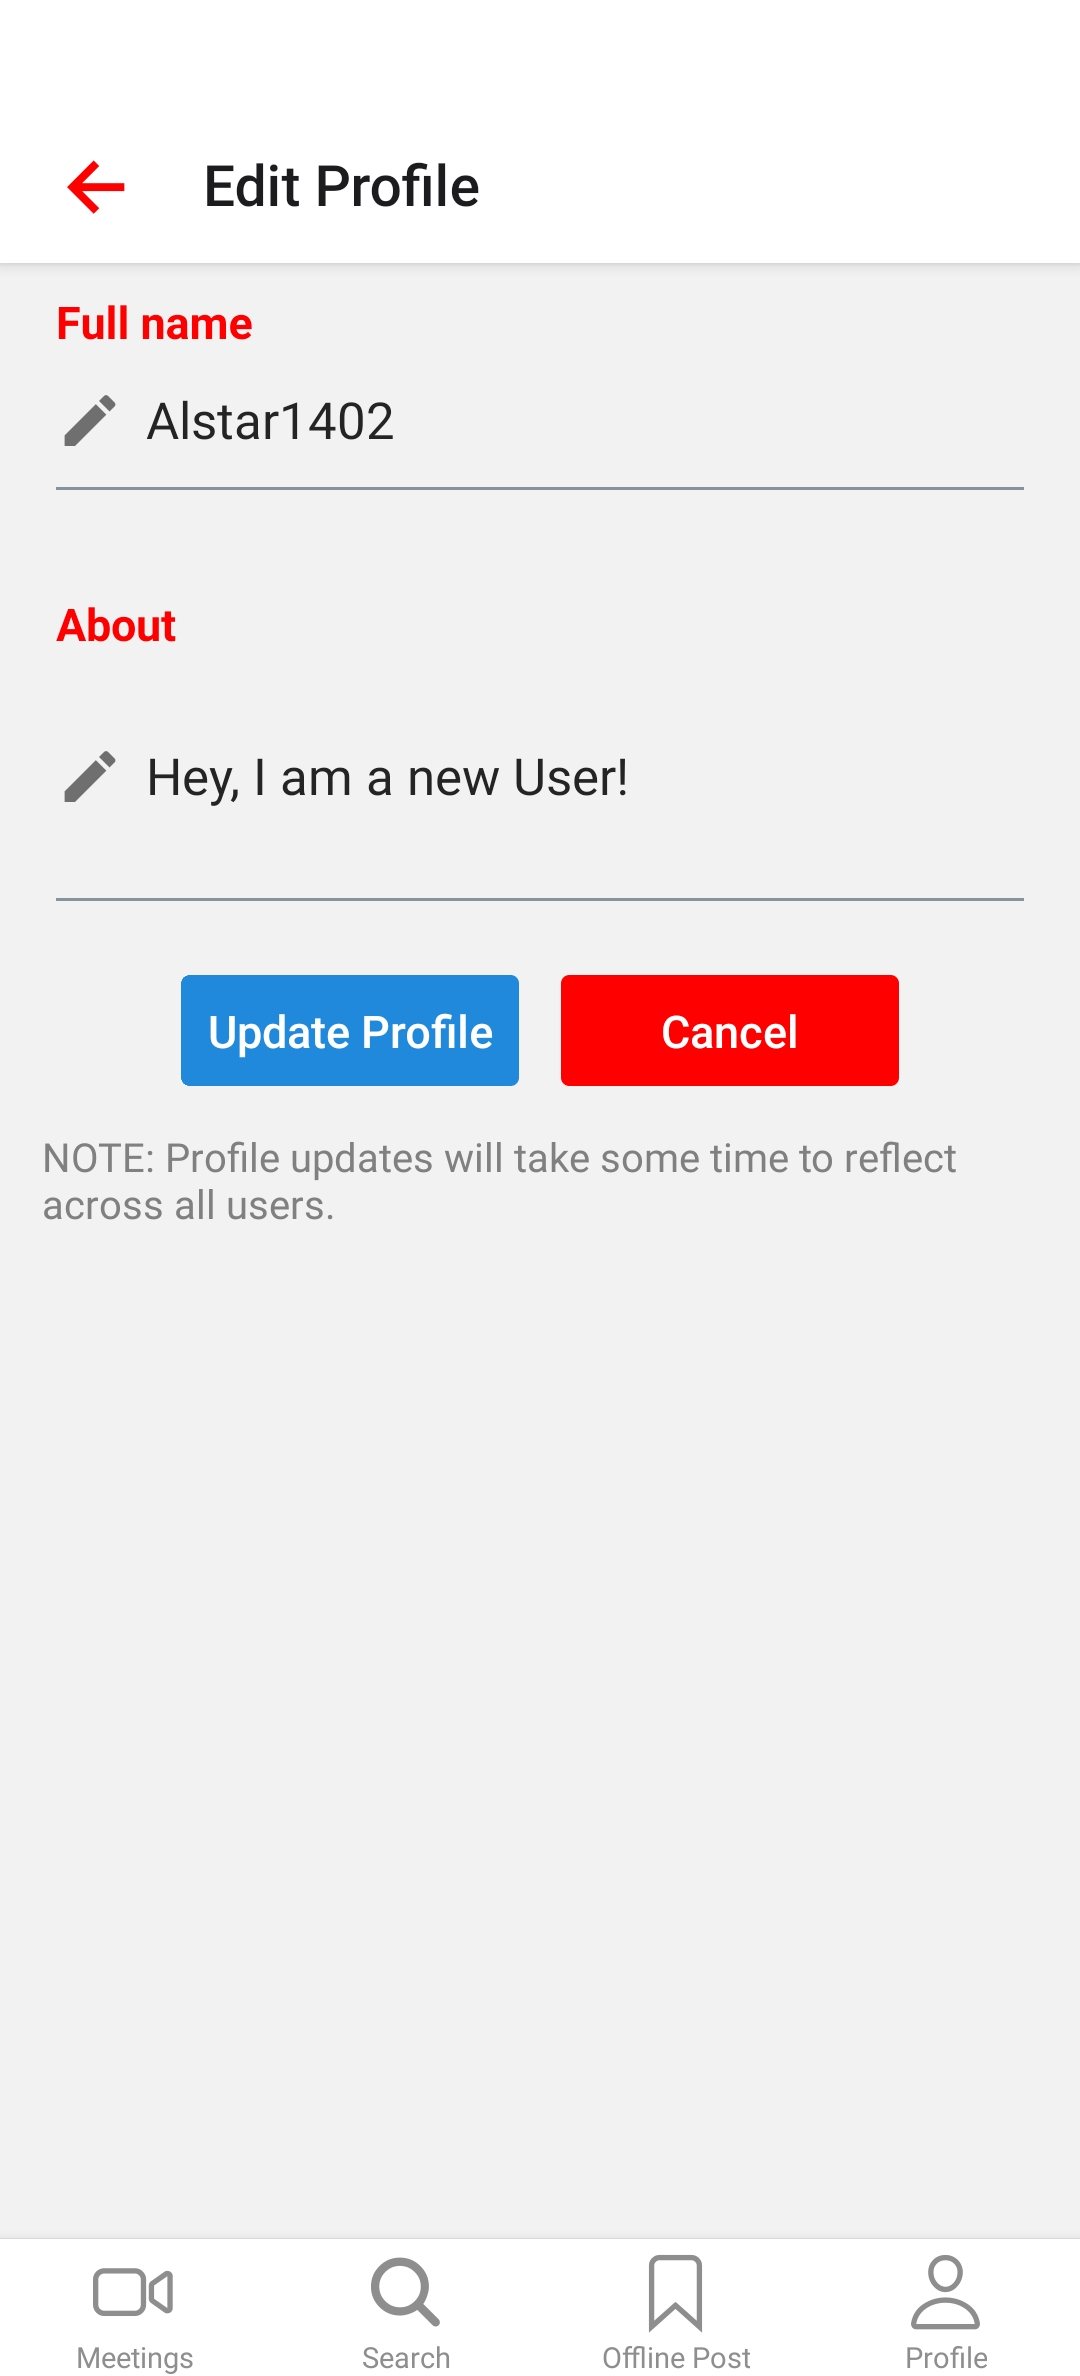 Edit Profile
Full name
Alstar1402
About
Hey, I am a new User!
Update Profile
Cancel
NOTE: Profile updates will take some time to reflect
across all users.
Meetings
Search
Offline Post
Profile